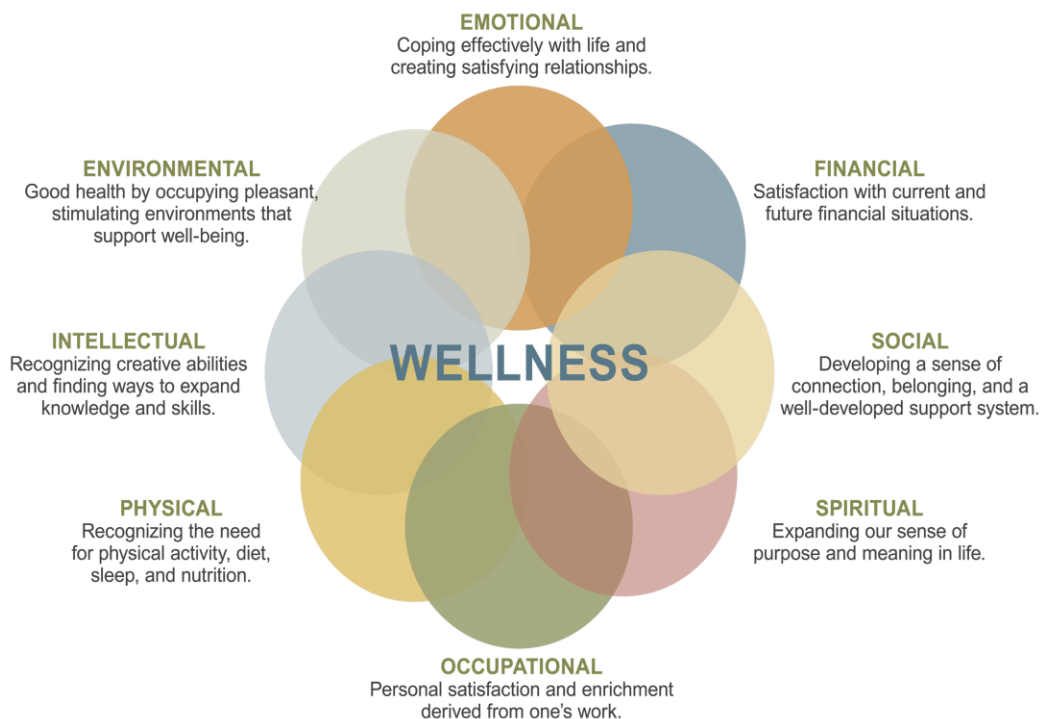 EMOTIONAL
Coping effectively with life and
creating satisfying relationships.
ENVIRONMENTAL
Good health by occupying pleasant,
stimulating environments that
support well-being.
FINANCIAL
Satisfaction with current and
future financial situations.
INTELLECTUAL
Recognizing creative abilities
and finding ways to expand
knowledge and skills.
WELLNESS
SOCIAL
Developing a sense of
connection, belonging, and a
well-developed support system.
PHYSICAL
Recognizing the need
for physical activity, diet,
sleep, and nutrition.
SPIRITUAL
Expanding our sense of
purpose and meaning in life.
OCCUPATIONAL
Personal satisfaction and enrichment
derived from one’s work.